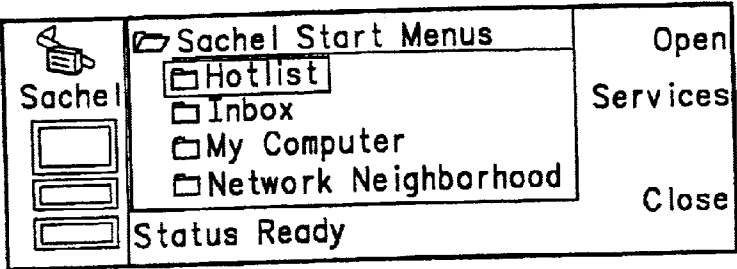 Sachel
Sachel Start Menus
Hotlist
Inbox
My Computer
Network Neighborhood
Status Ready
Open
Services
Close